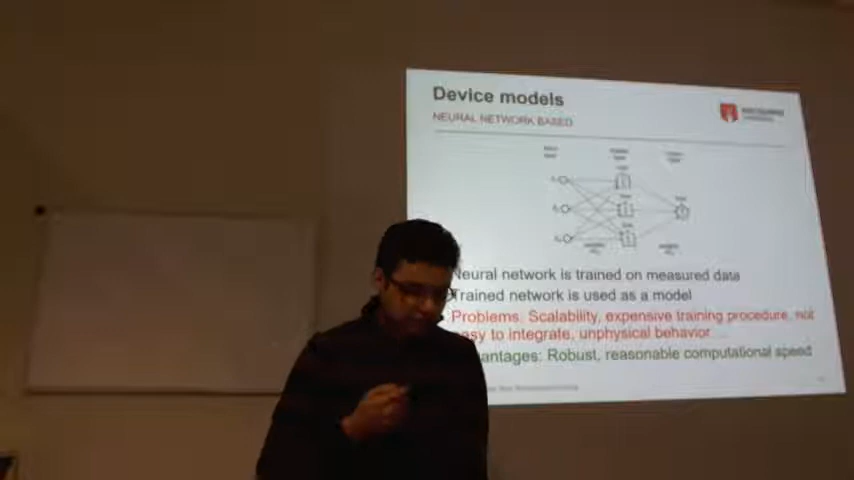 Device models
NEURAL NETWORK BASED
Neural network is trained on measured data
Trained network is used as a model
Problems. Scalability, expensive training procedure, not
easy to integrate, unphysical behavior
antages: Robust, reasonable computational speed